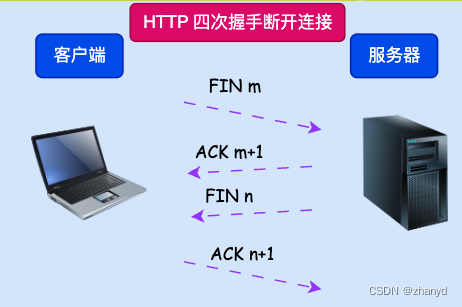 HTTP 四次握手断开连接
客户端
服务器
FIN m
ACK m+1
FIN n
ACK n+1
CSDN @zhanyd